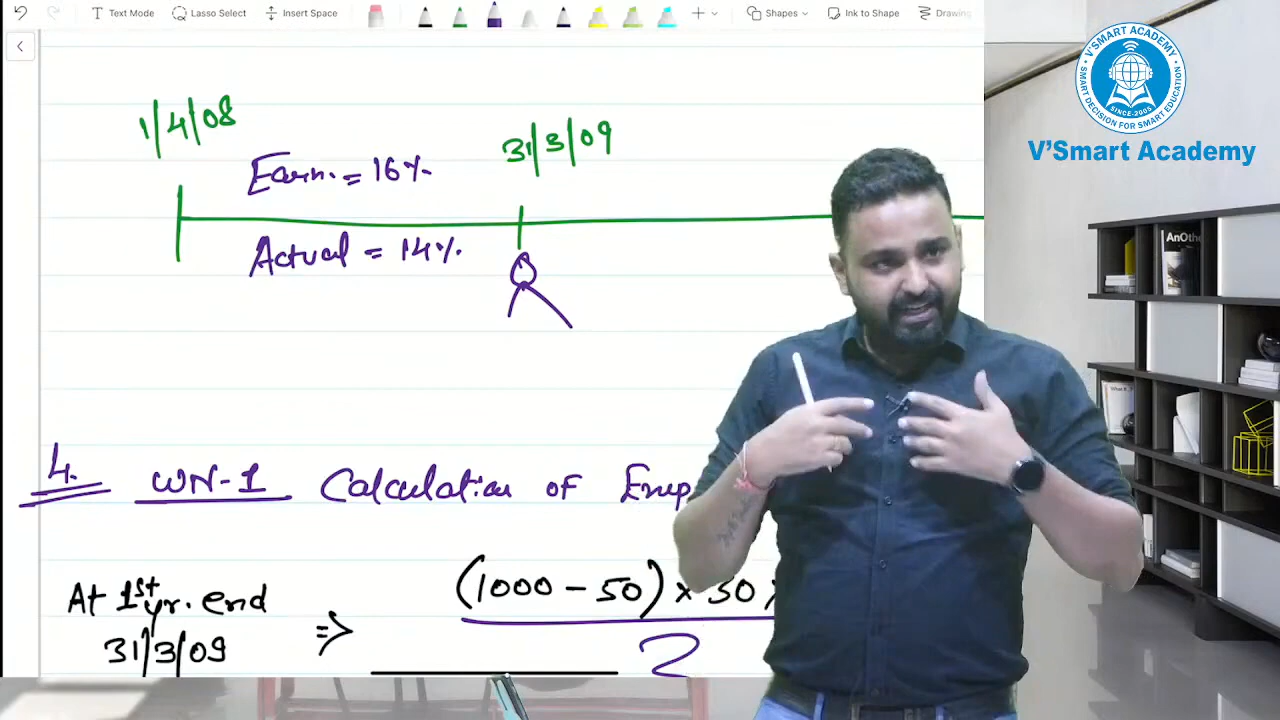 Text Mode
Lasso Select
Insert Space
Shapes
Ink to Shape
Drawing
V'SMART ACADEMY
SMART DECISION FOR SMART EDUCATION
SINCE-2005
V'Smart Academy
1/4/08
31/3/09
Earn. = 16%.
Actual = 14%.
4. WN-1 Calculation of Emp
At 1st yr. end
31/3/09
⇒ (1000 - 50) × 30
2